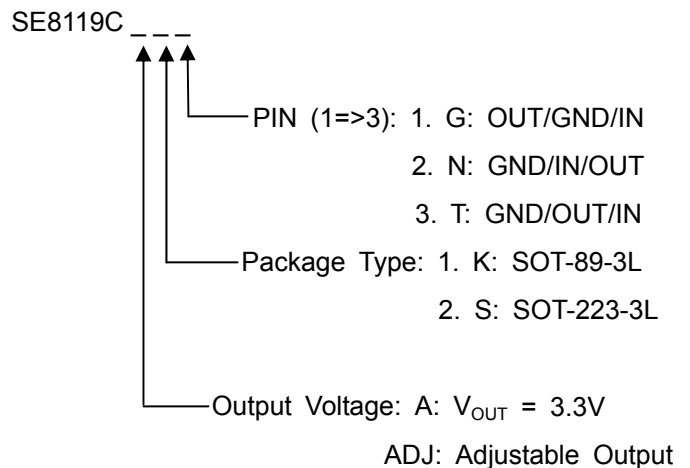 SE8119C _ _ _
PIN (1=>3): 1. G: OUT/GND/IN
2. N: GND/IN/OUT
3. T: GND/OUT/IN
Package Type: 1. K: SOT-89-3L
2. S: SOT-223-3L
Output Voltage: A: VOUT = 3.3V
ADJ: Adjustable Output